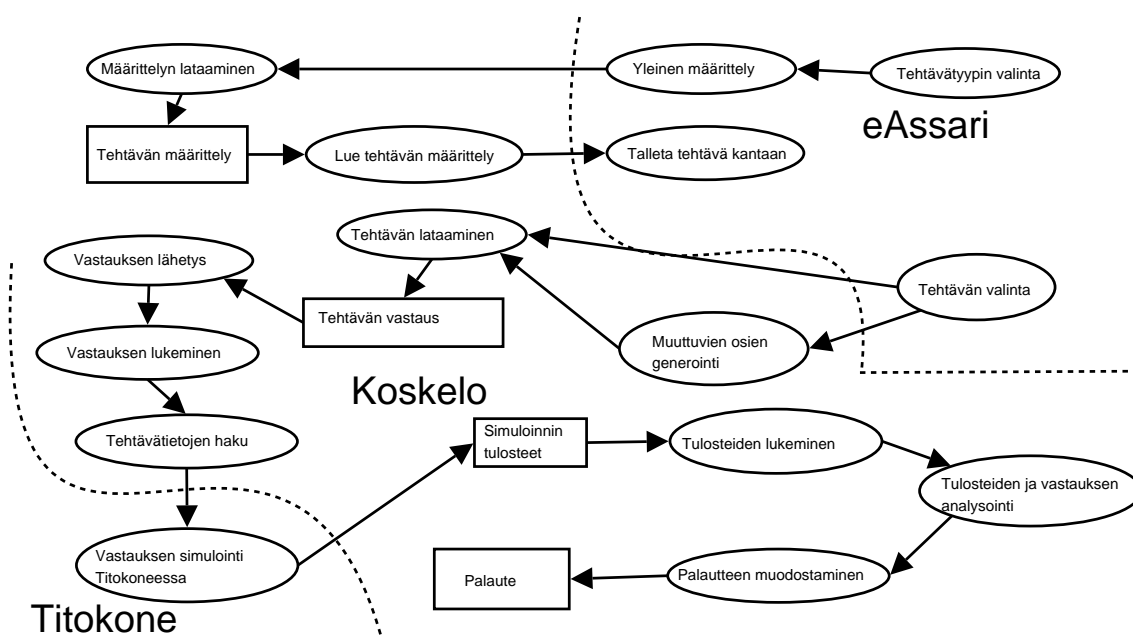 Määrittelyn lataaminen
Yleinen määrittely
Tehtävätyypin valinta
eAssari
Tehtävän määrittely
Lue tehtävän määrittely
Talleta tehtävä kantaan
Tehtävän lataaminen
Vastauksen lähetys
Tehtävän valinta
Tehtävän vastaus
Muuttuvien osien
generointi
Vastauksen lukeminen
Koskelo
Tehtävätietojen haku
Simuloinnin
tulosteet
Tulosteiden lukeminen
Tulosteiden ja vastauksen
analysointi
Vastauksen simulointi
Titokoneessa
Palaute
Palautteen muodostaminen
Titokone